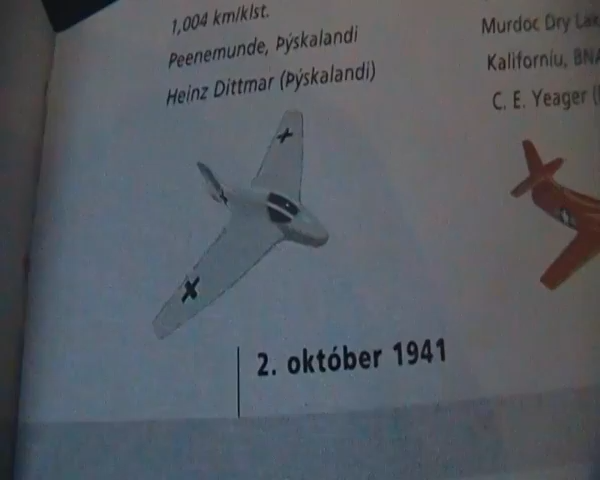 1,004 km/klst.
Peenemunde, Þýskalandi
Heinz Dittmar (Þýskalandi)
Murdoc Dry
Kaliforníu,
C. E. Yeager
2. október 1941